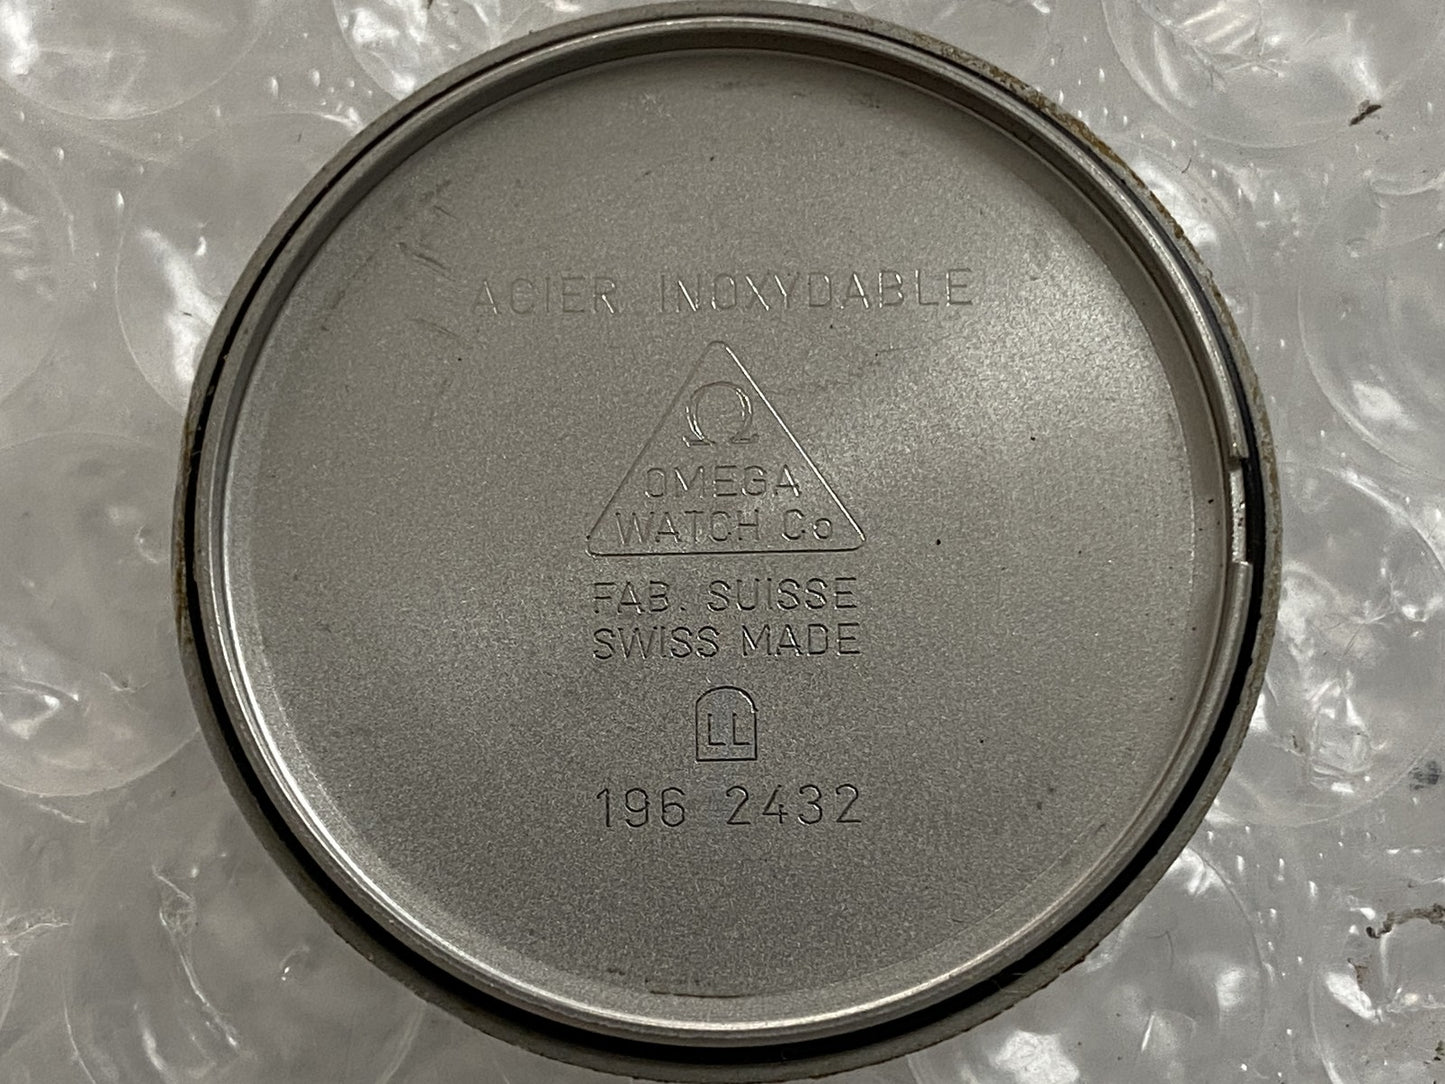 ACIER INOXYDABLE
Ω
OMEGA
WATCH Co
FAB. SUISSE
SWISS MADE
LL
196 2432